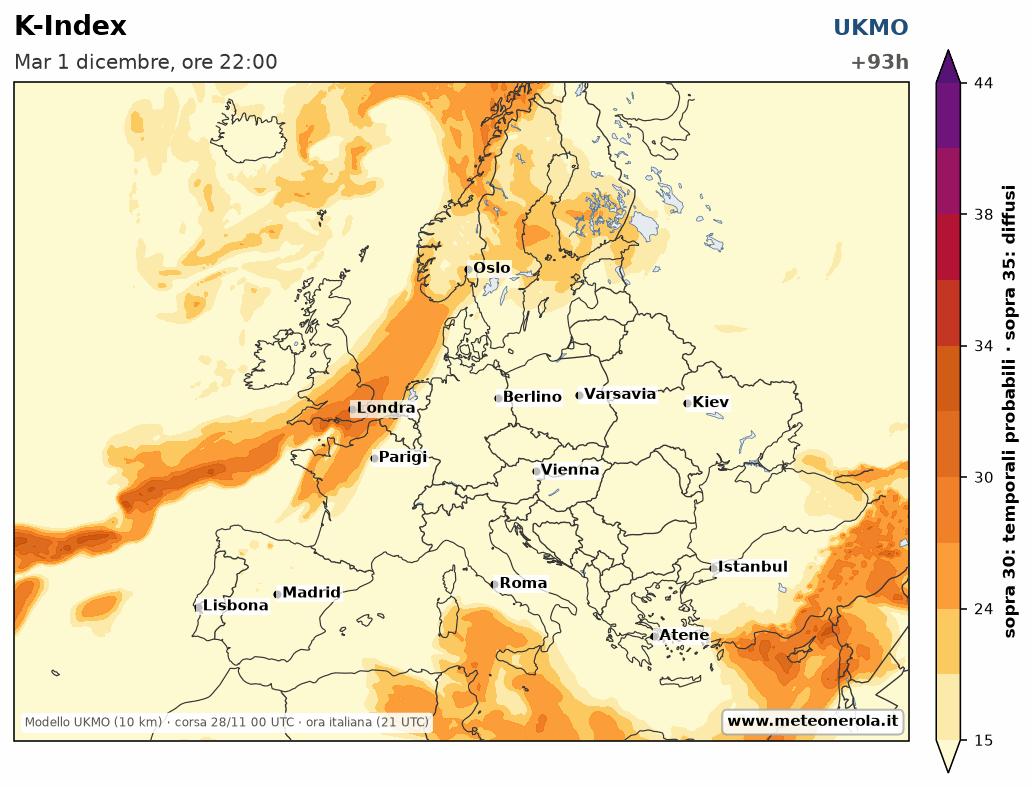 K-Index
UKMO
Mar 1 dicembre, ore 22:00
+93h
44
38
34
30
24
15
sopra 30: temporali probabili · sopra 35: diffusi
Oslo
Londra
Berlino
Varsavia
Kiev
Parigi
Vienna
Istanbul
Roma
Madrid
Lisbona
Atene
Modello UKMO (10 km) · corsa 28/11 00 UTC · ora italiana (21 UTC)
www.meteonerola.it